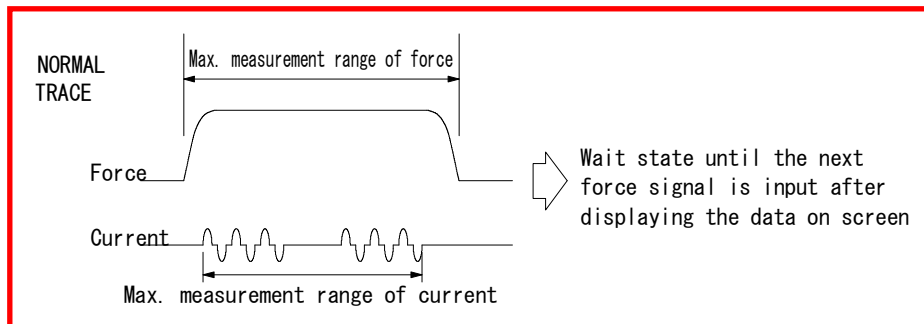 NORMAL
TRACE
Max. measurement range of force
Force
Current
Max. measurement range of current
Wait state until the next
force signal is input after
displaying the data on screen